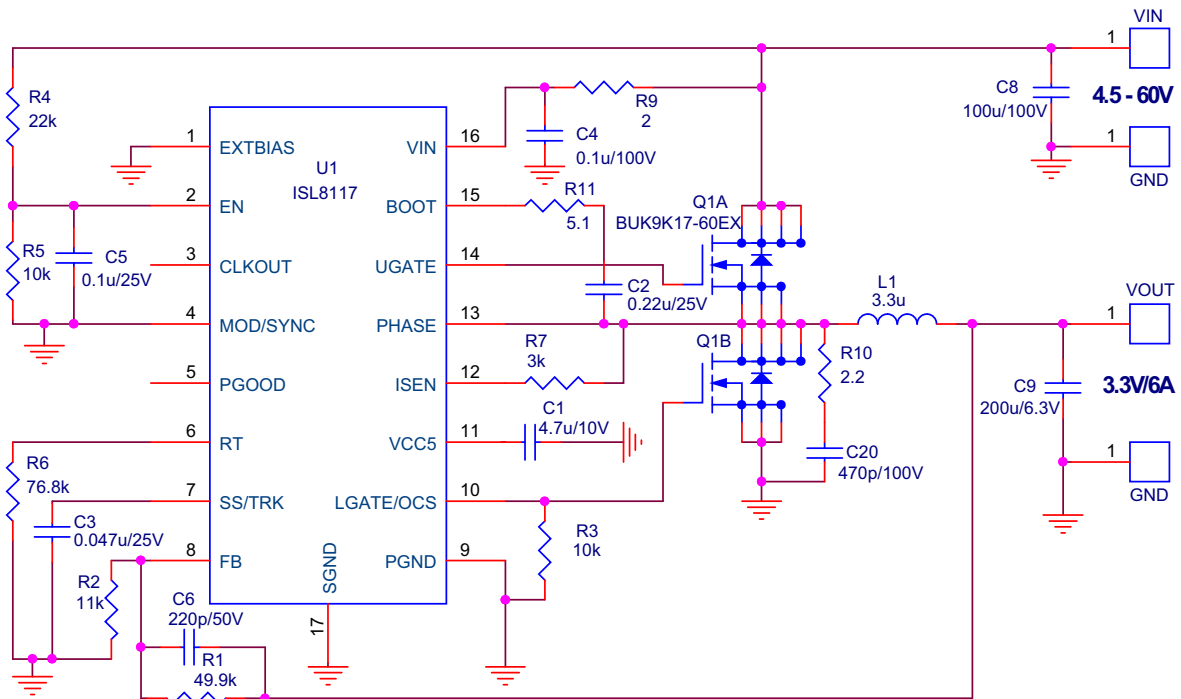 VIN
1
4.5 - 60V
C8
100u/100V
1
GND
R4
22k
R9
2
C4
0.1u/100V
1
EXTBIAS
VIN
16
U1
ISL8117
2
EN
BOOT
15
R11
5.1
Q1A
BUK9K17-60EX
R5
10k
C5
0.1u/25V
3
CLKOUT
UGATE
14
C2
0.22u/25V
L1
3.3u
VOUT
1
4
MOD/SYNC
PHASE
13
R7
3k
Q1B
R10
2.2
5
PGOOD
ISEN
12
C9
200u/6.3V
3.3V/6A
C1
4.7u/10V
6
RT
VCC5
11
C20
470p/100V
1
GND
R6
76.8k
7
SS/TRK
LGATE/OCS
10
C3
0.047u/25V
R3
10k
8
FB
SGND
PGND
9
R2
11k
C6
220p/50V
17
R1
49.9k